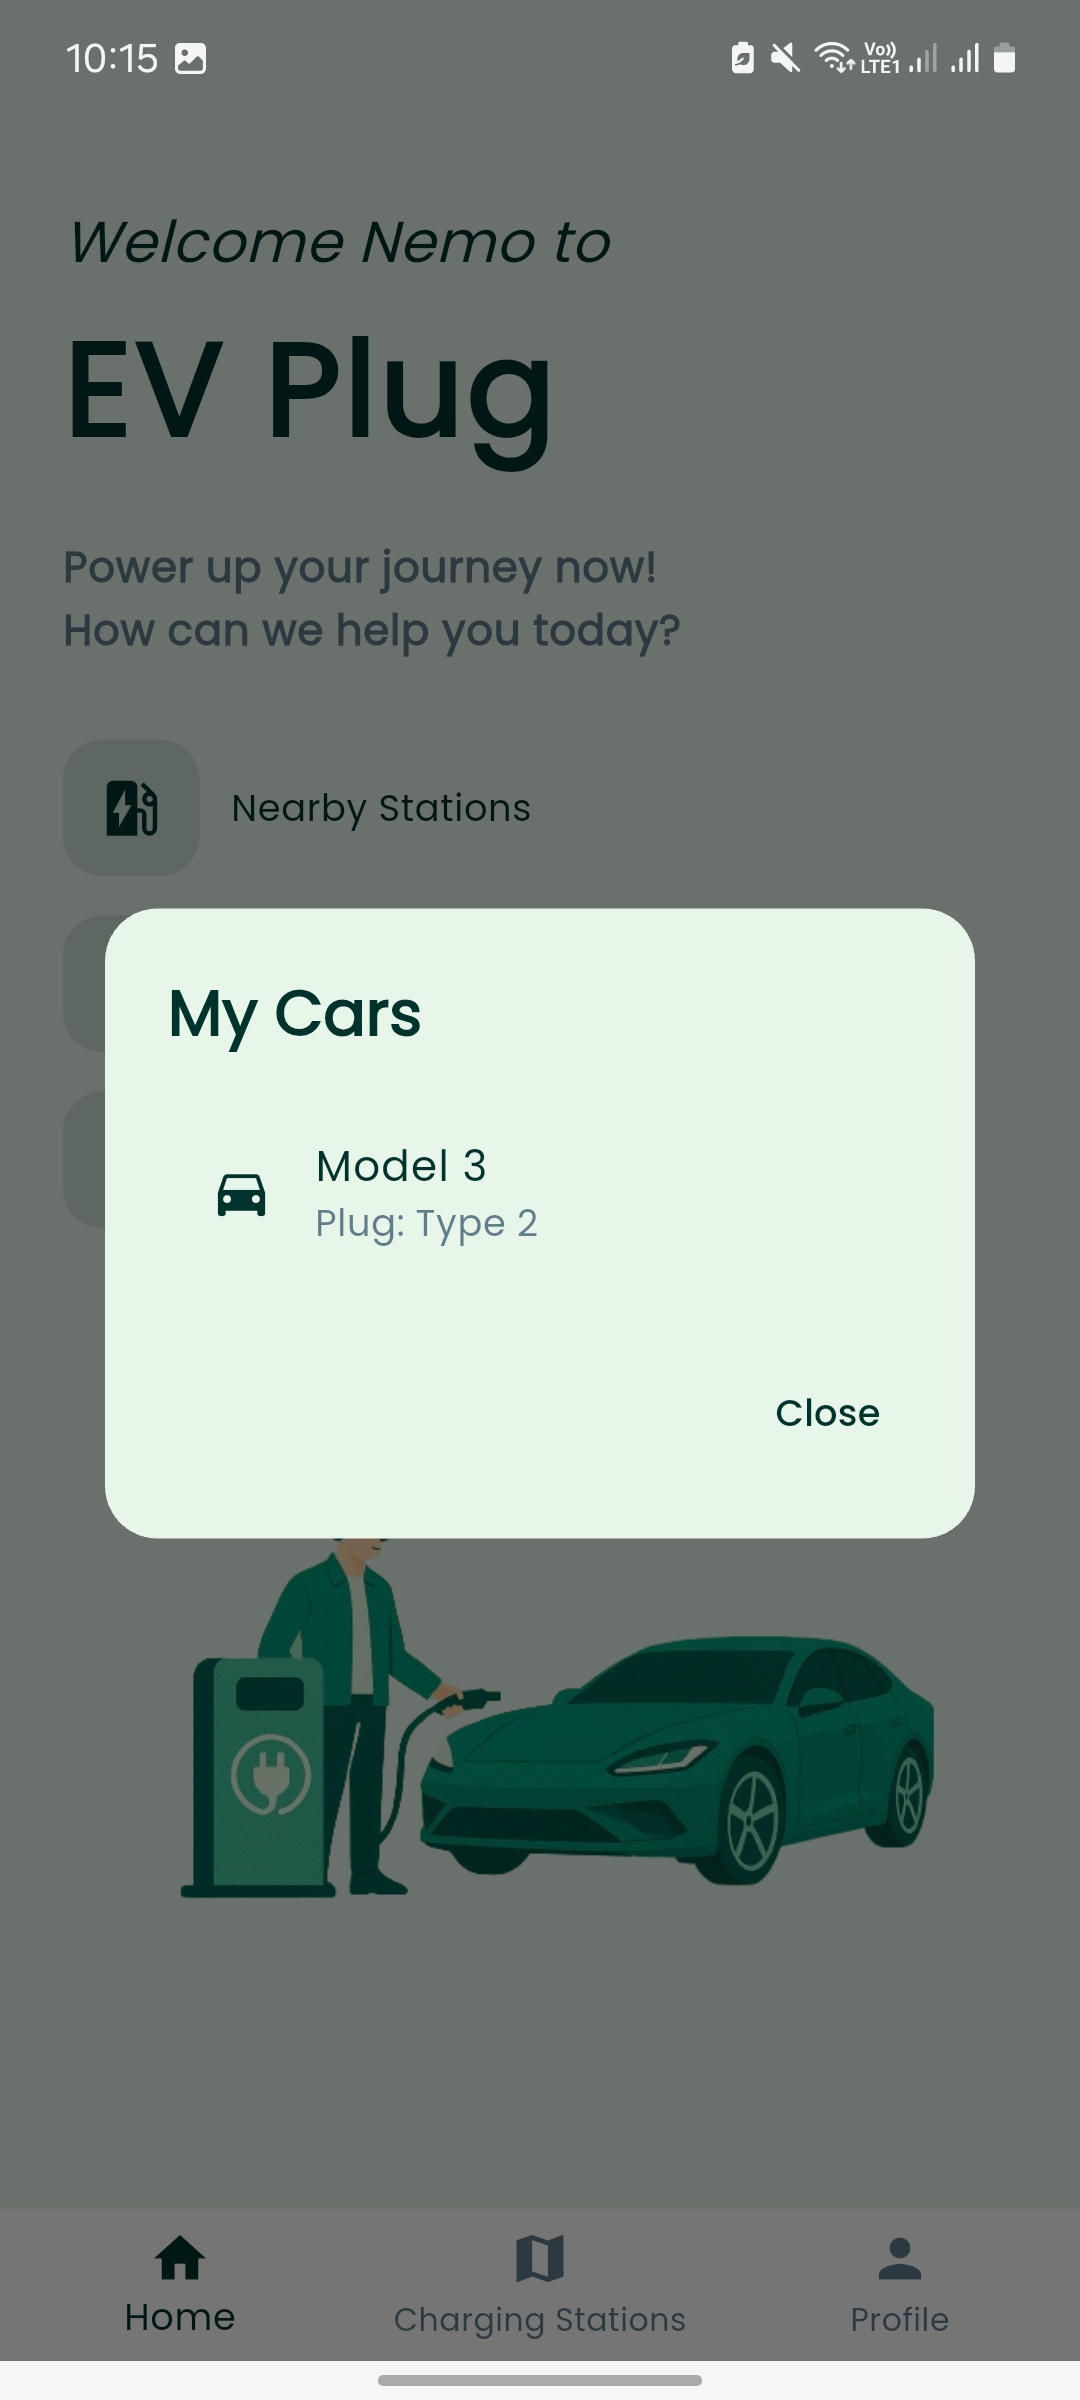 10:15
Vo)) LTE1
Welcome Nemo to
EV Plug
Power up your journey now!
How can we help you today?
Nearby Stations
My Cars
Model 3
Plug: Type 2
Close
Home
Charging Stations
Profile